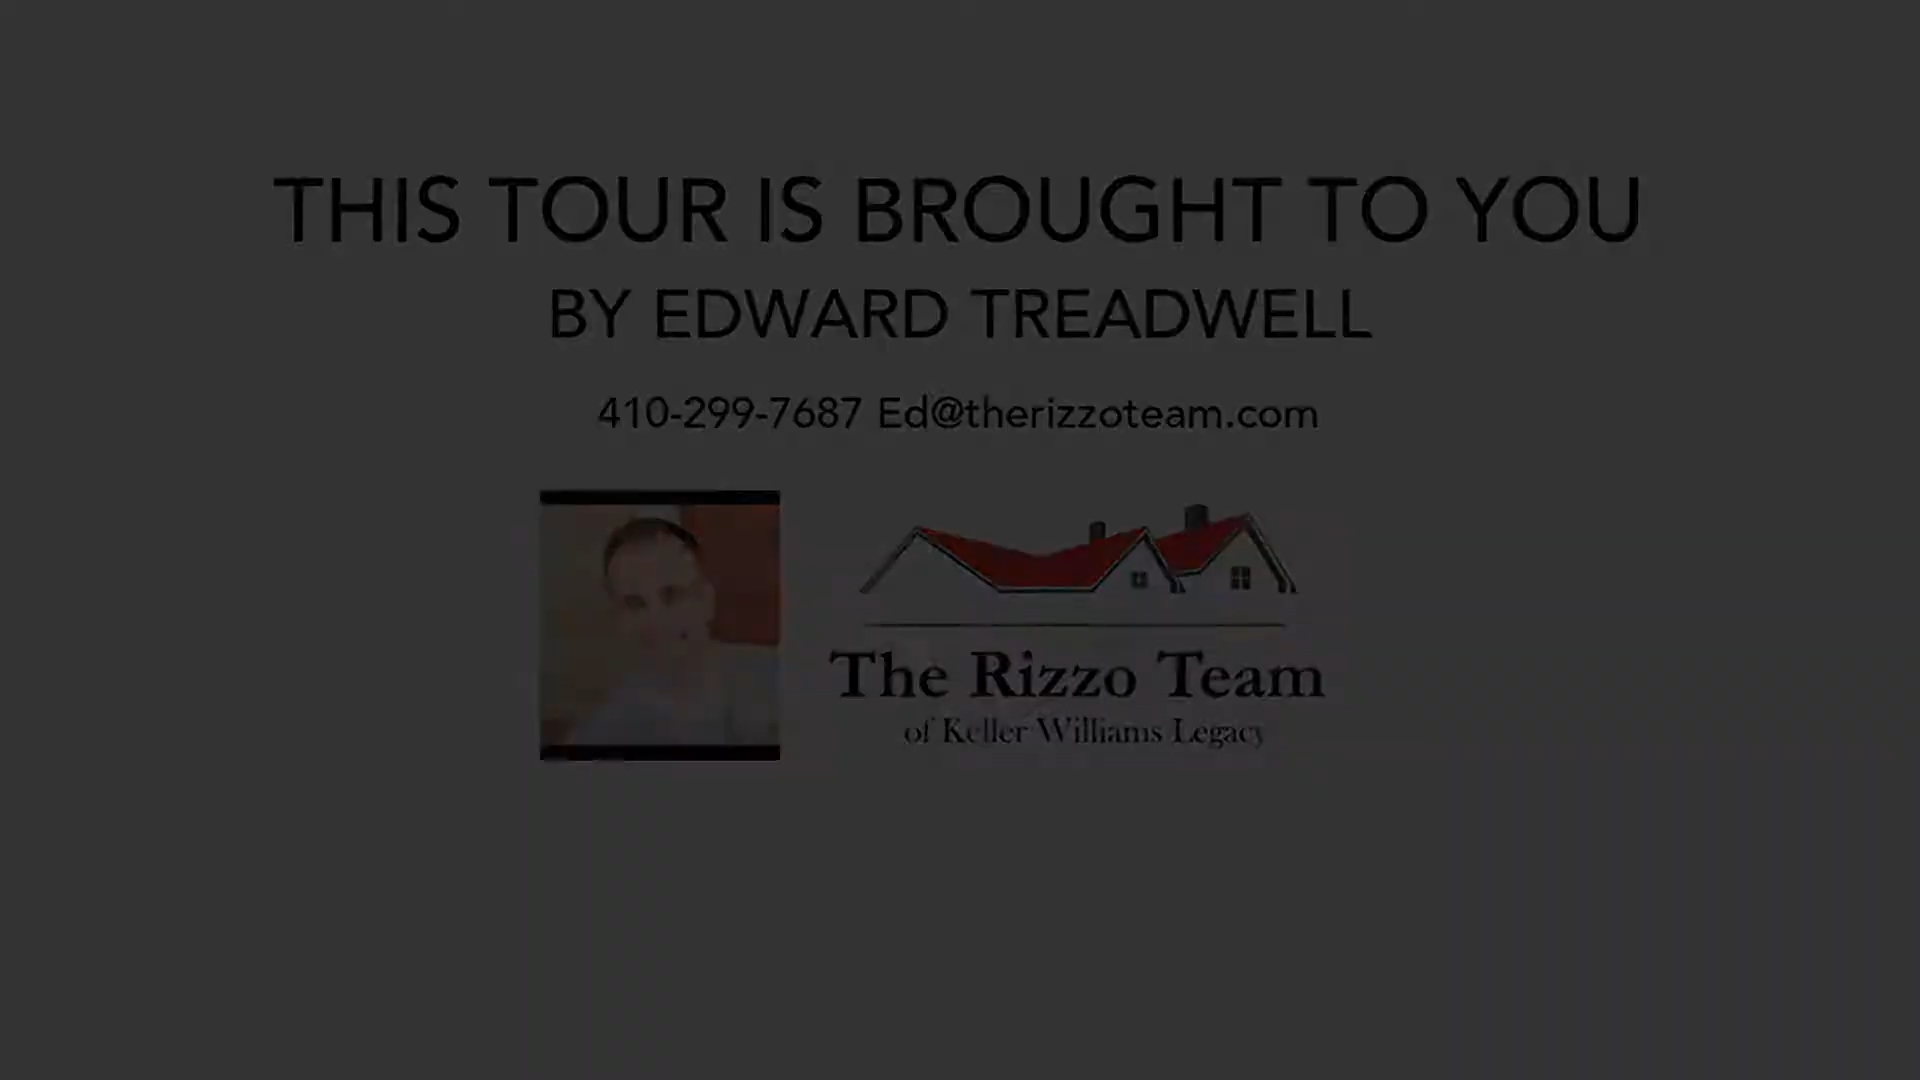 THIS TOUR IS BROUGHT TO YOU
BY EDWARD TREADWELL
410-299-7687 Ed@therizzoteam.com
The Rizzo Team
of Keller Williams Legacy